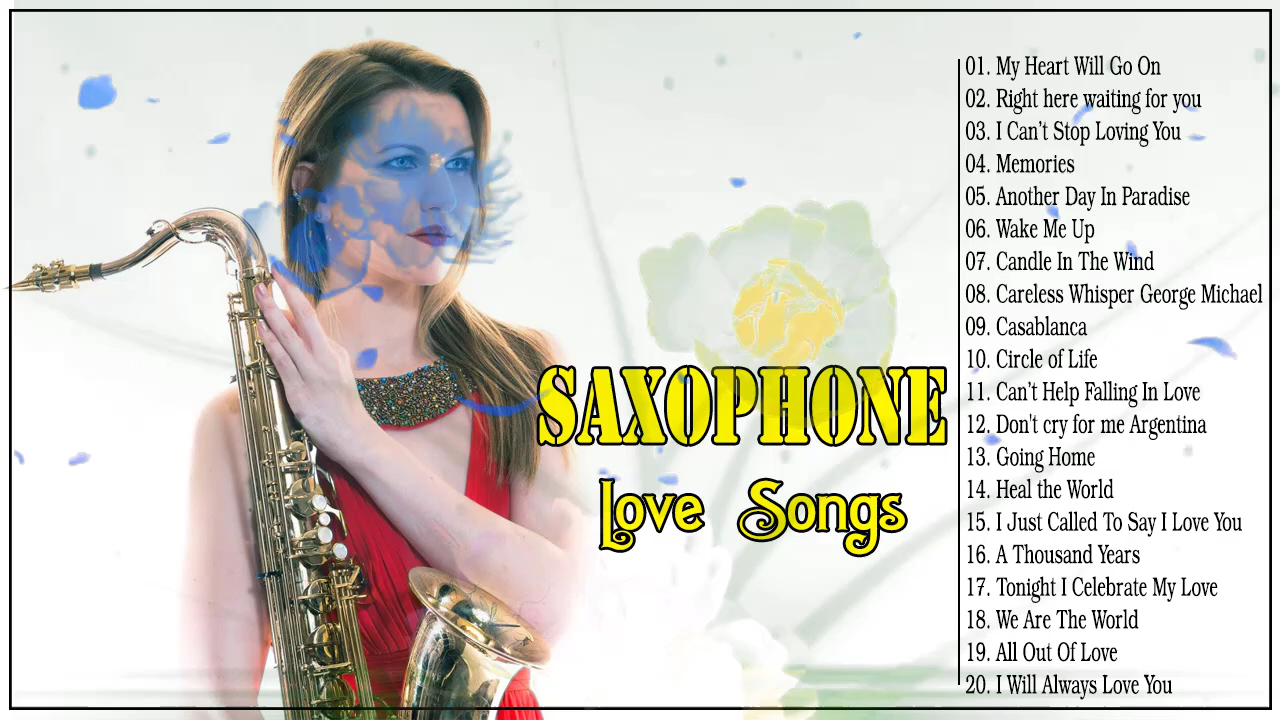 SAXOPHONE
Love Songs
01. My Heart Will Go On
02. Right here waiting for you
03. I Can't Stop Loving You
04. Memories
05. Another Day In Paradise
06. Wake Me Up
07. Candle In The Wind
08. Careless Whisper George Michael
09. Casablanca
10. Circle of Life
11. Can't Help Falling In Love
12. Don't cry for me Argentina
13. Going Home
14. Heal the World
15. I Just Called To Say I Love You
16. A Thousand Years
17. Tonight I Celebrate My Love
18. We Are The World
19. All Out Of Love
20. I Will Always Love You